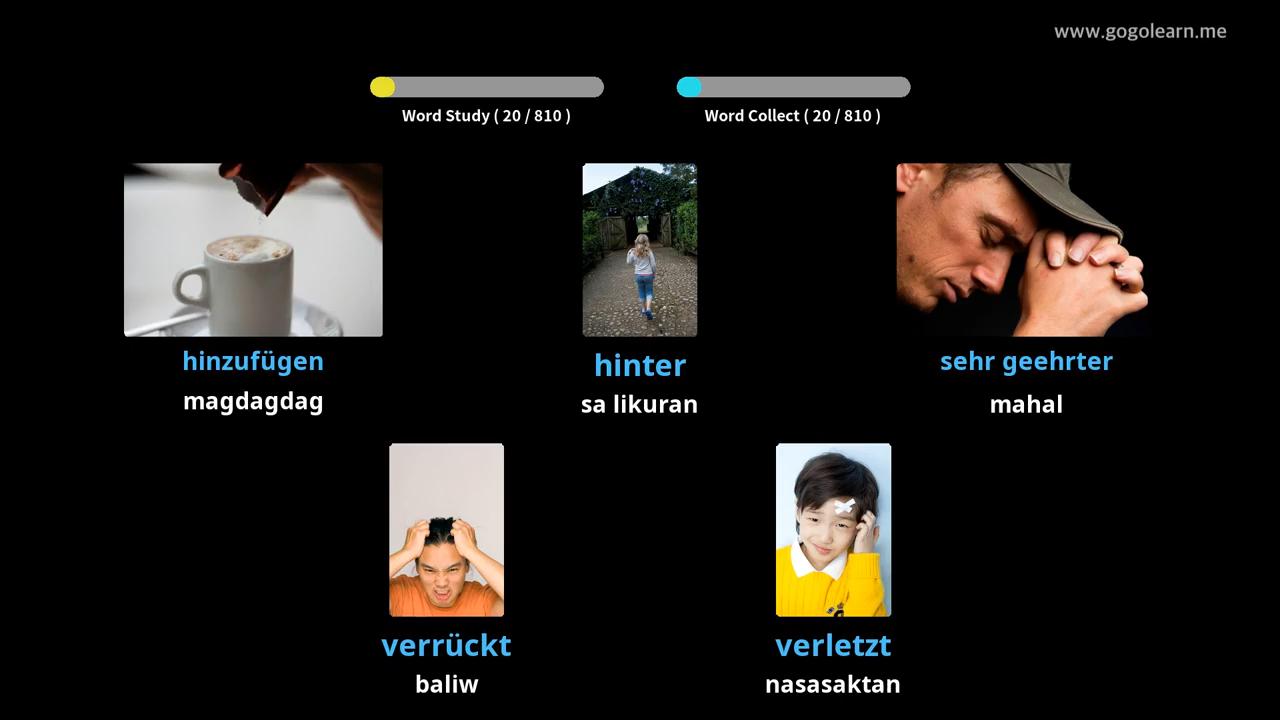 www.gogolearn.me
Word Study ( 20 / 810 )
Word Collect ( 20 / 810 )
hinzufügen
magdagdag
hinter
sa likuran
sehr geehrter
mahal
verrückt
baliw
verletzt
nasasaktan